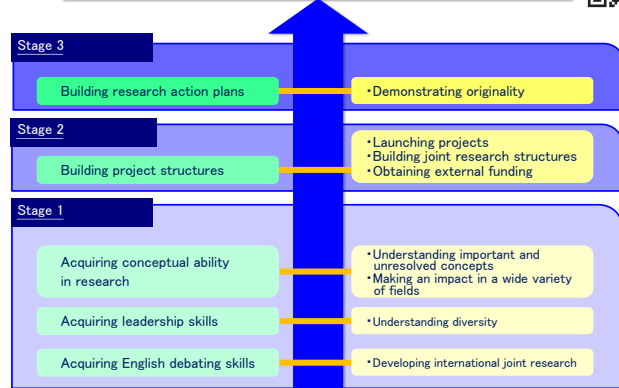 Stage 3
Building research action plans
・Demonstrating originality
Stage 2
Building project structures
・Launching projects
・Building joint research structures
・Obtaining external funding
Stage 1
Acquiring conceptual ability
in research
・Understanding important and
unresolved concepts
・Making an impact in a wide variety
of fields
Acquiring leadership skills
・Understanding diversity
Acquiring English debating skills
・Developing international joint research